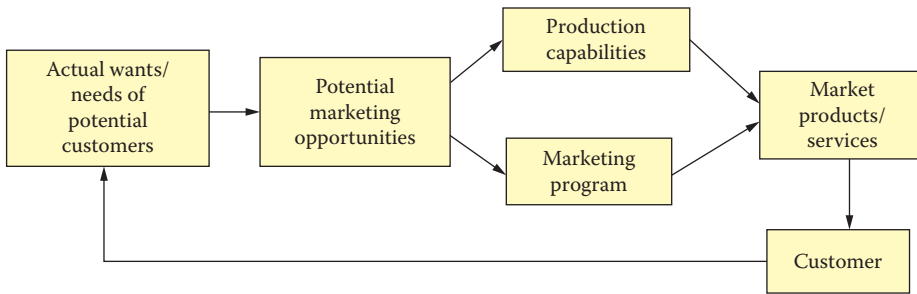 Actual wants/
needs of
potential
customers
Potential
marketing
opportunities
Production
capabilities
Marketing
program
Market
products/
services
Customer